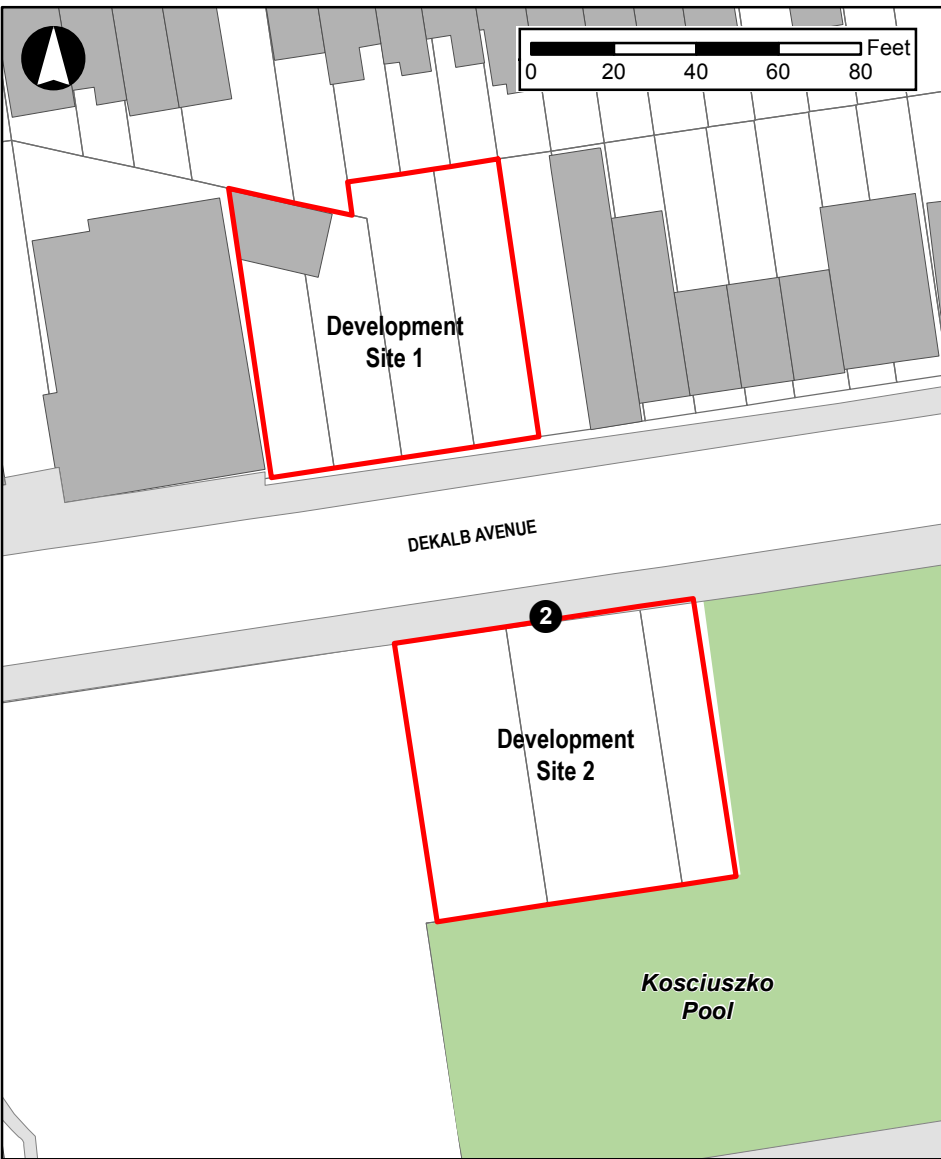 Feet
0 20 40 60 80
Development
Site 1
DEKALB AVENUE
2
Development
Site 2
Kosciuszko
Pool